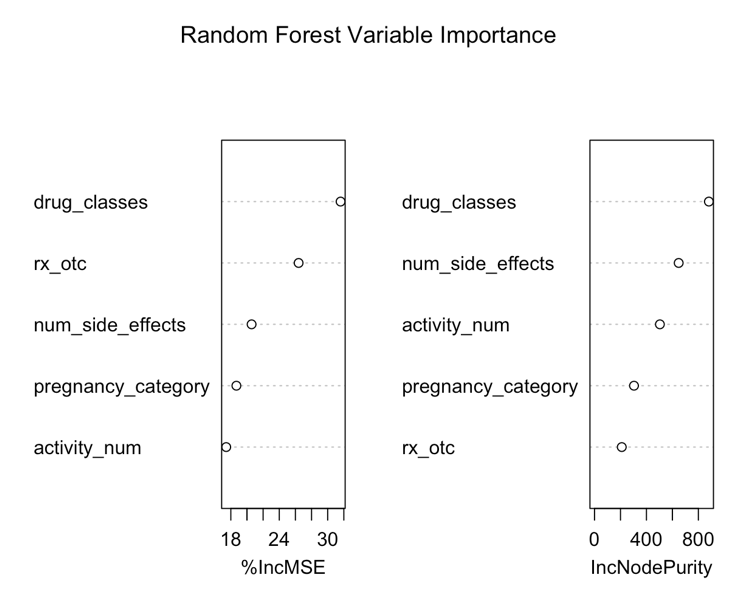 Random Forest Variable Importance
drug_classes
rx_otc
num_side_effects
pregnancy_category
activity_num
18 24 30
%IncMSE
drug_classes
num_side_effects
activity_num
pregnancy_category
rx_otc
0 400 800
IncNodePurity